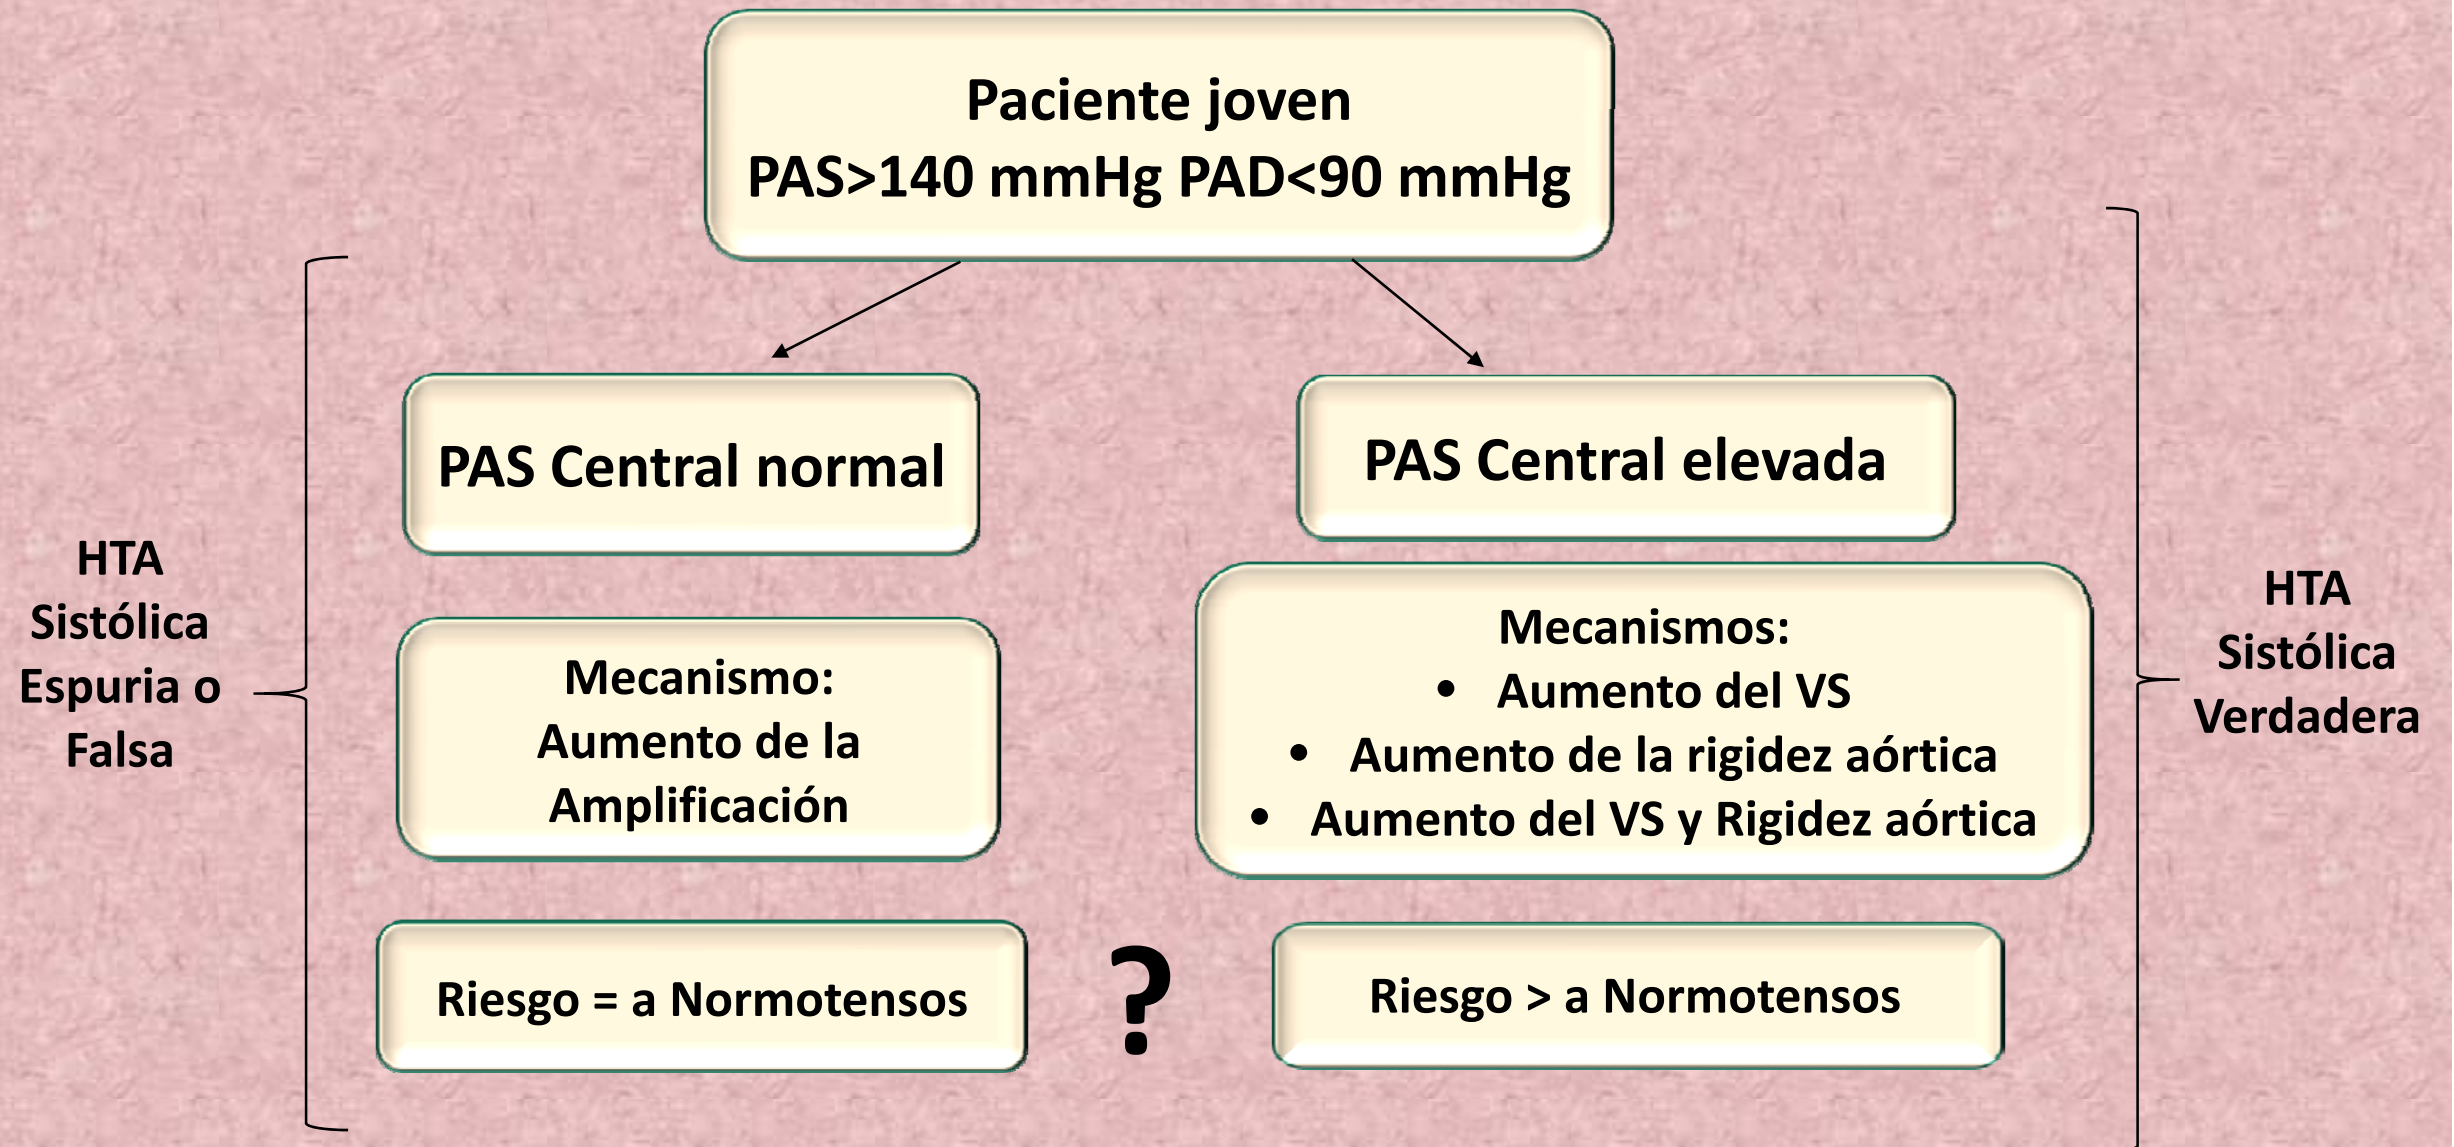 Paciente joven
PAS>140 mmHg PAD<90 mmHg
PAS Central normal
PAS Central elevada
HTA
Sistólica
Espuria o
Falsa
Mecanismo:
Aumento de la
Amplificación
Mecanismos:
• Aumento del VS
• Aumento de la rigidez aórtica
• Aumento del VS y Rigidez aórtica
HTA
Sistólica
Verdadera
Riesgo = a Normotensos
?
Riesgo > a Normotensos